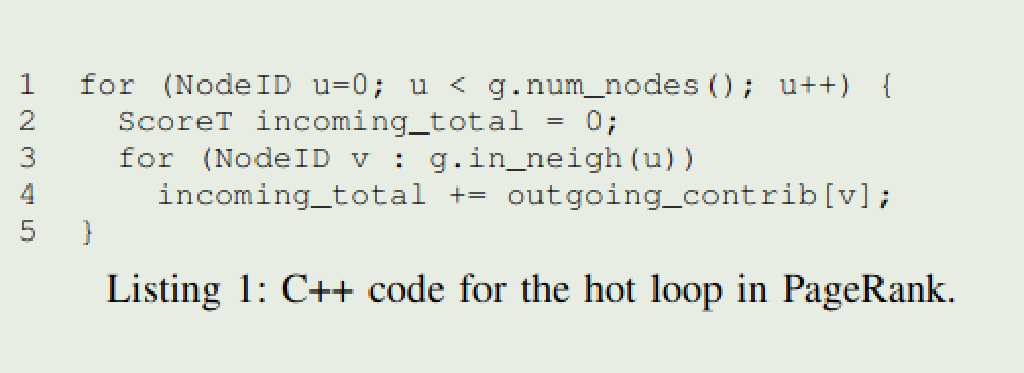 1 for (NodeID u=0; u < g.num_nodes(); u++) {
2 ScoreT incoming_total = 0;
3 for (NodeID v : g.in_neigh(u))
4 incoming_total += outgoing_contrib[v];
5 }
Listing 1: C++ code for the hot loop in PageRank.